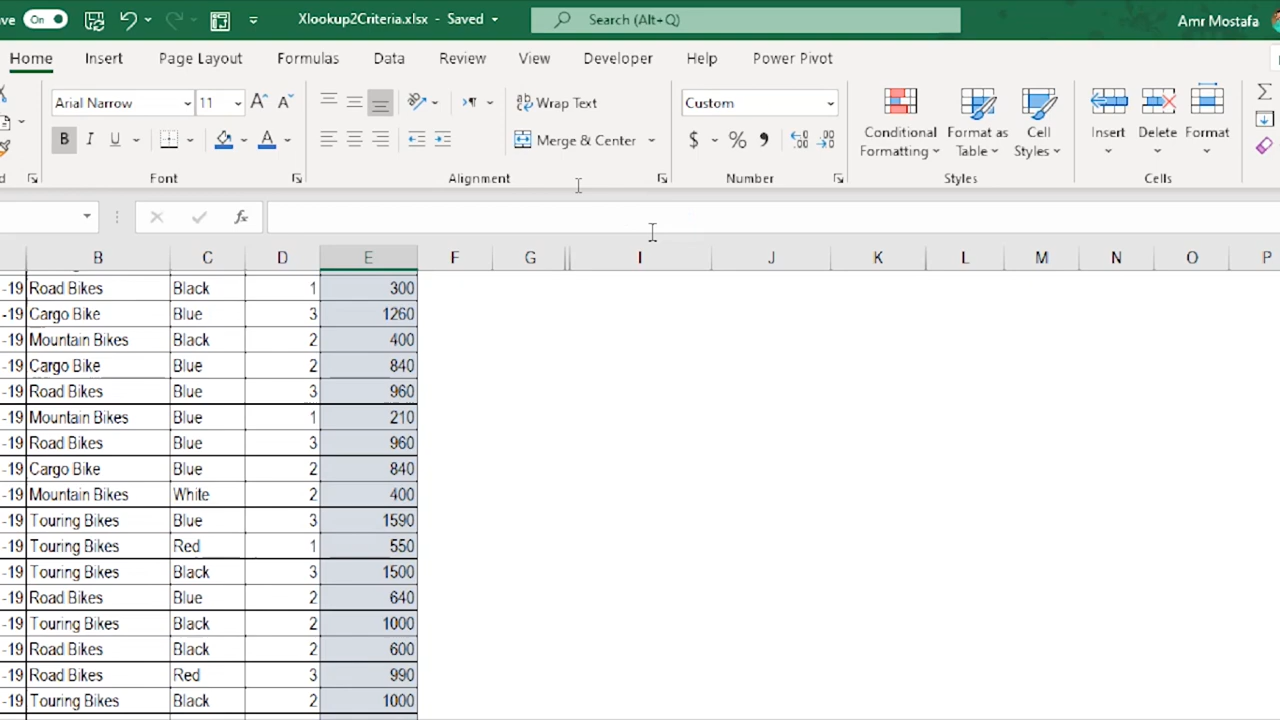 ve On Xlookup2Criteria.xlsx - Saved Search (Alt+Q) Amr Mostafa
Home Insert Page Layout Formulas Data Review View Developer Help Power Pivot
Arial Narrow 11 A A Wrap Text Custom
B I U A Merge & Center $ % Conditional Formatting Format as Table Cell Styles Insert Delete Format
d Font Alignment Number Styles Cells
fx
B C D E F G I J K L M N O P
-19 Road Bikes Black 1 300
-19 Cargo Bike Blue 3 1260
-19 Mountain Bikes Black 2 400
-19 Cargo Bike Blue 2 840
-19 Road Bikes Blue 3 960
-19 Mountain Bikes Blue 1 210
-19 Road Bikes Blue 3 960
-19 Cargo Bike Blue 2 840
-19 Mountain Bikes White 2 400
-19 Touring Bikes Blue 3 1590
-19 Touring Bikes Red 1 550
-19 Touring Bikes Black 3 1500
-19 Road Bikes Blue 2 640
-19 Touring Bikes Black 2 1000
-19 Road Bikes Black 2 600
-19 Road Bikes Red 3 990
-19 Touring Bikes Black 2 1000